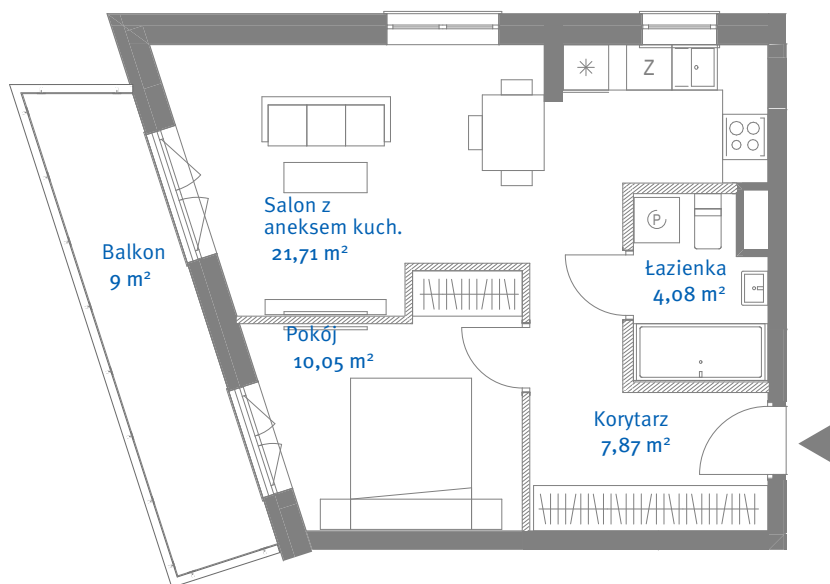 Z
Salon z
aneksem kuch.
21,71 m²
P
Balkon
9 m²
Łazienka
4,08 m²
Pokój
10,05 m²
Korytarz
7,87 m²